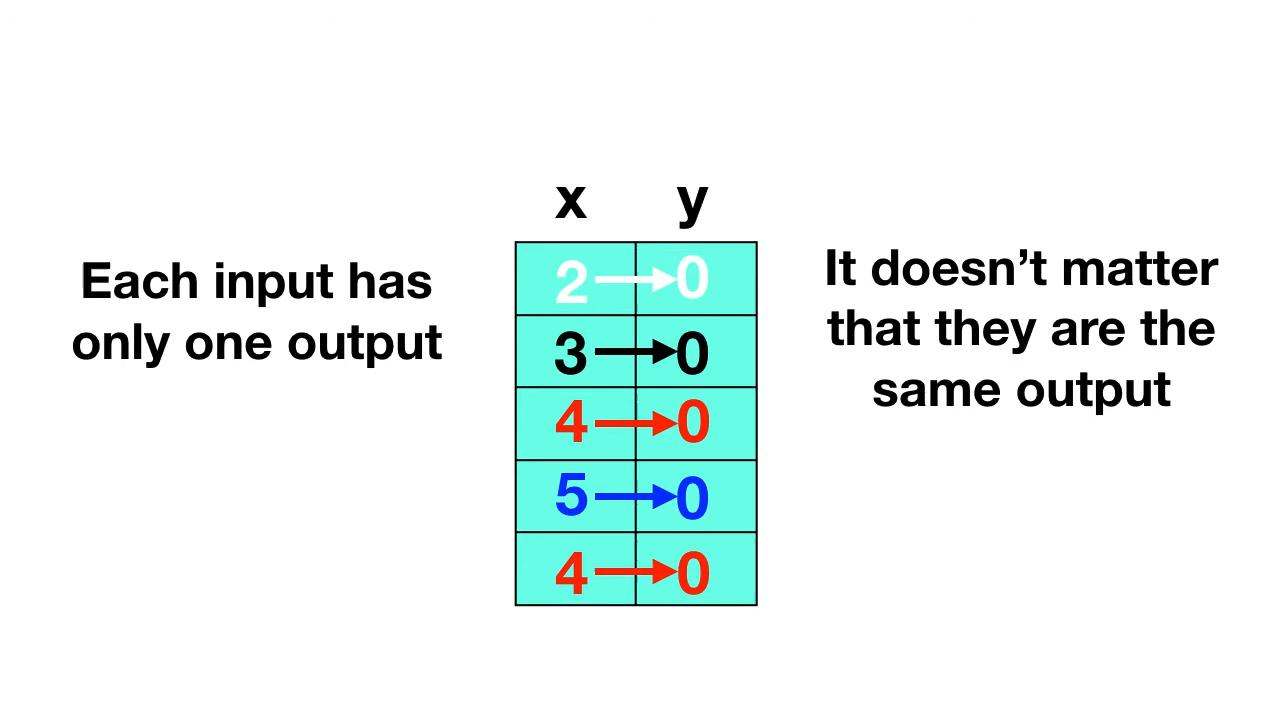 Each input has
only one output
x y
2 0
3 0
4 0
5 0
4 0
It doesn’t matter
that they are the
same output